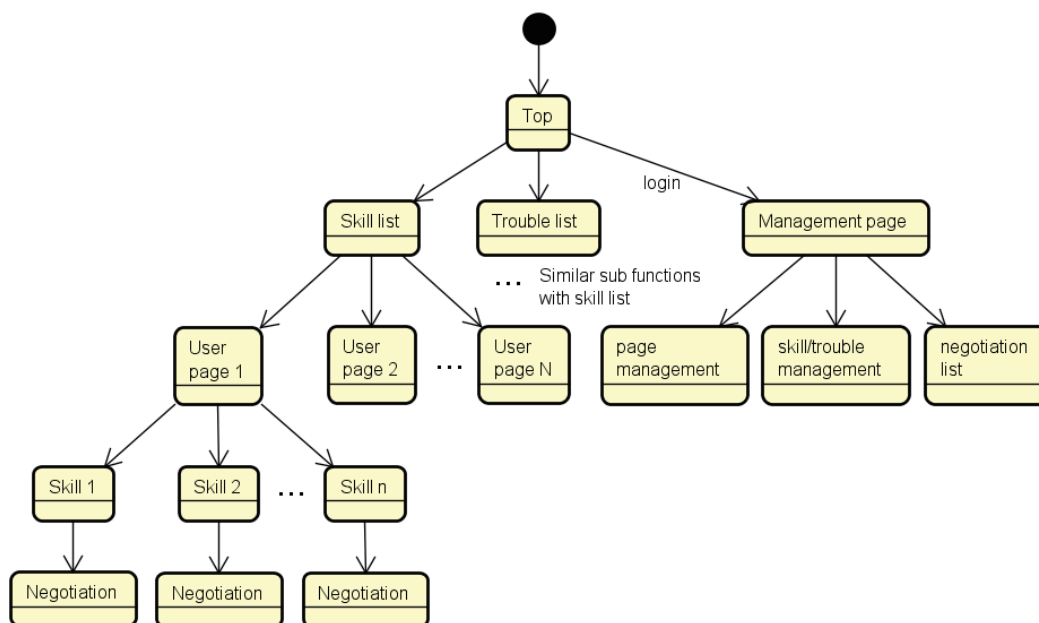 Top
login
Skill list
Trouble list
Management page
... Similar sub functions
with skill list
User
page 1
User
page 2
...
User
page N
page
management
skill/trouble
management
negotiation
list
Skill 1
Skill 2
...
Skill n
Negotiation
Negotiation
Negotiation